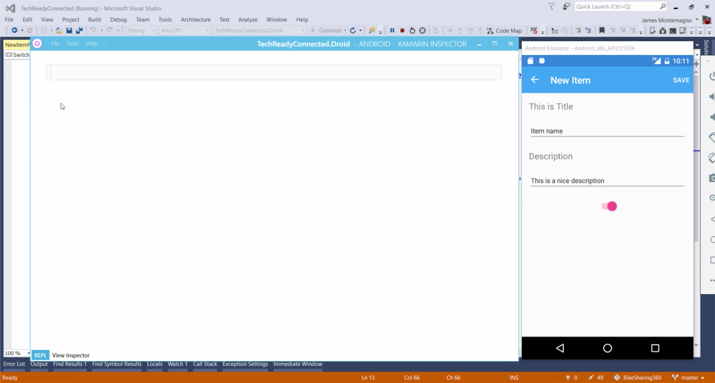 TechReadyConnected (Running) - Microsoft Visual Studio
Quick Launch (Ctrl+Q)
File Edit View Project Build Debug Team Tools Architecture Test Analyze Window Help
James Montemagno
Debug Any CPU TechReadyConnected.Droid Continue Code Map
NewItemP
Switch
File Tools Help
TechReadyConnected.Droid - ANDROID - XAMARIN INSPECTOR
Android Emulator - Android_x86_API23:5554
10:11
New Item
SAVE
This is Title
Item name
Description
This is a nice description
100 %
REPL View Inspector
Error List Output Find Results 1 Find Symbol Results Locals Watch 1 Call Stack Exception Settings Immediate Window
Ready
Ln 13
Col 66
Ch 66
INS
0
49
BikeSharing360
master